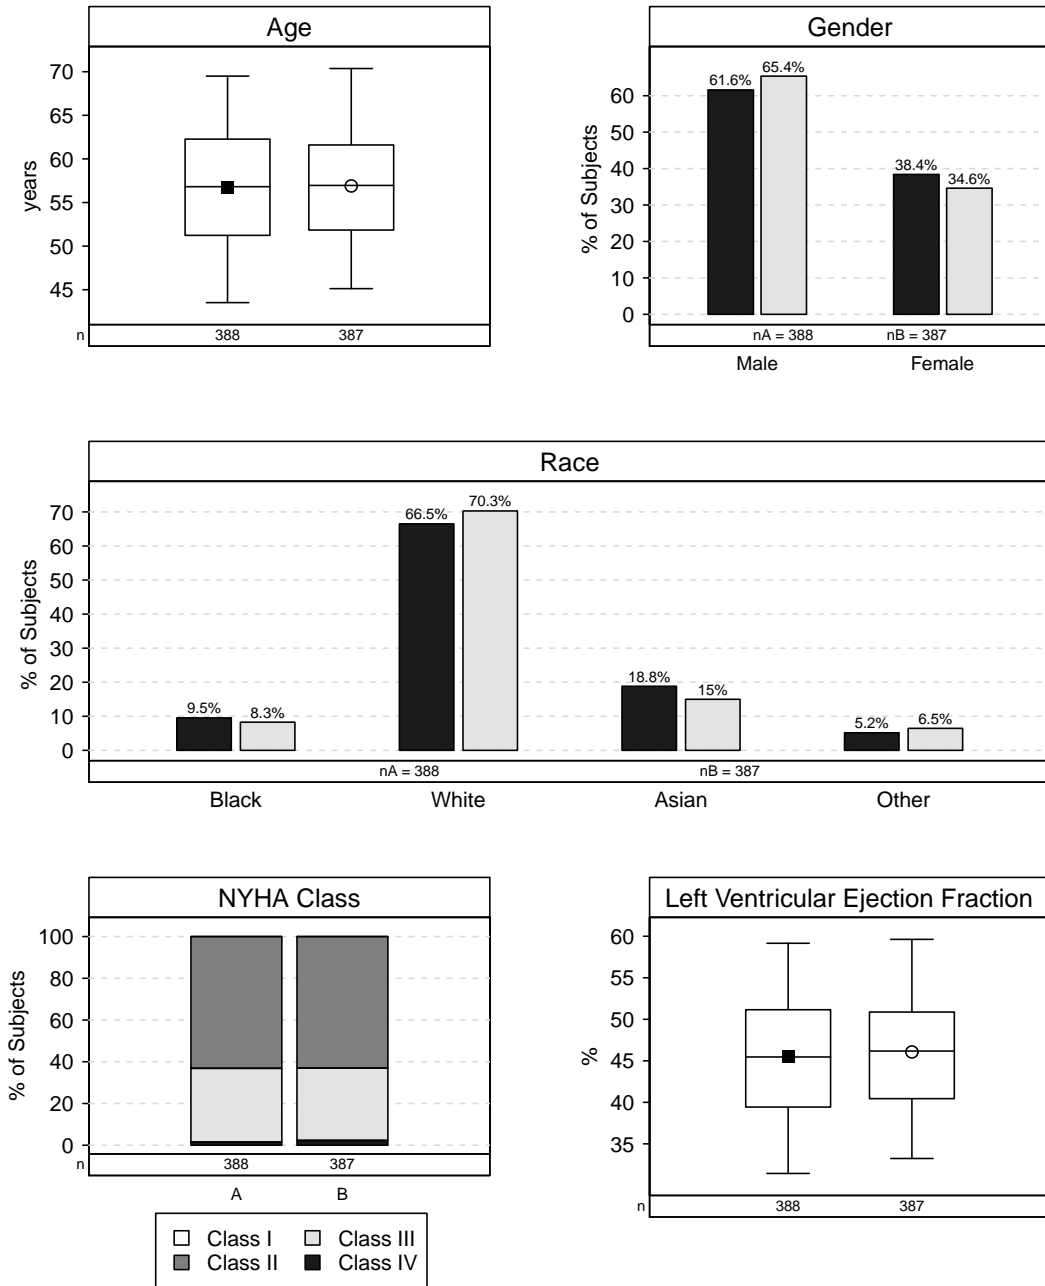 Age
years
70
65
60
55
50
45
n 388 387
Gender
% of Subjects
60
50
40
30
20
10
0
61.6% 65.4% 38.4% 34.6%
nA = 388 nB = 387
Male Female
Race
% of Subjects
70
60
50
40
30
20
10
0
9.5% 8.3% 66.5% 70.3% 18.8% 15% 5.2% 6.5%
nA = 388 nB = 387
Black White Asian Other
NYHA Class
% of Subjects
100
80
60
40
20
0
n 388 387
A B
Class I Class III
Class II Class IV
Left Ventricular Ejection Fraction
%
60
55
50
45
40
35
n 388 387